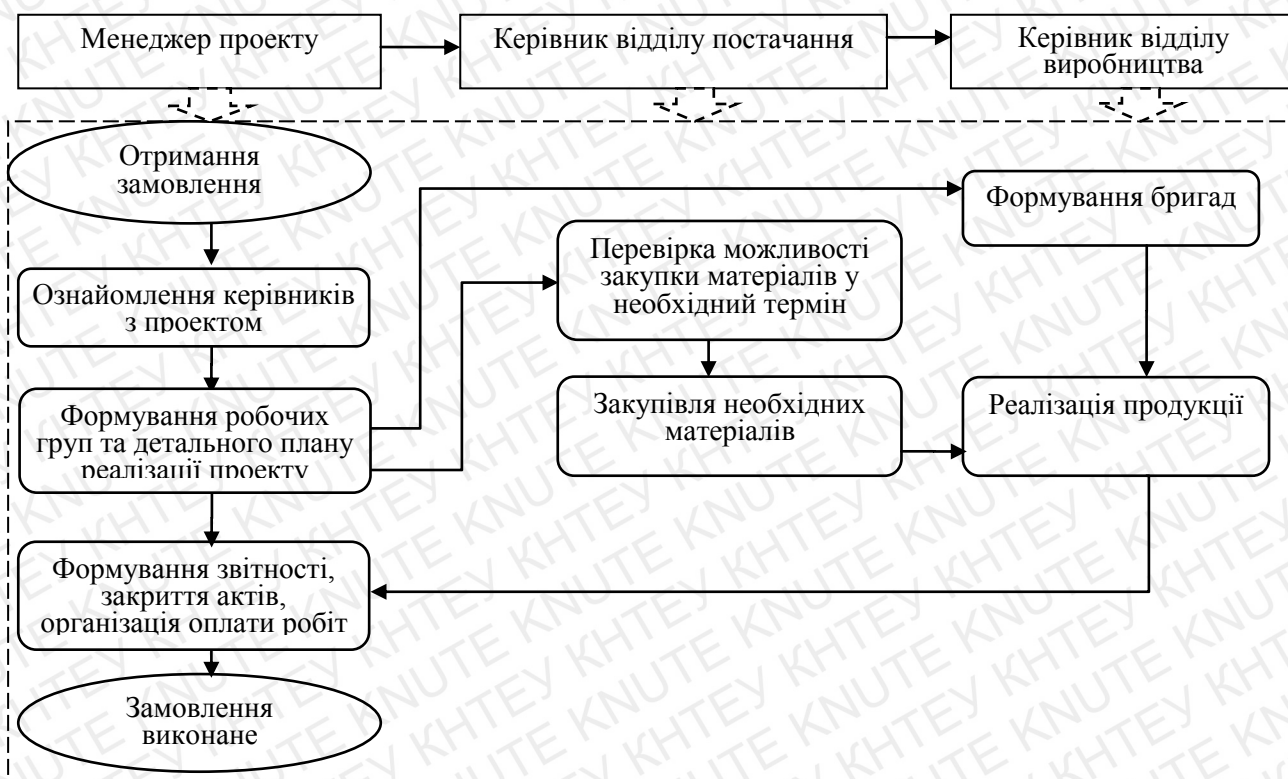 Менеджер проекту
Керівник відділу постачання
Керівник відділу
виробництва
Отримання
замовлення
Ознайомлення керівників
з проектом
Формування робочих
груп та детального плану
реалізації проекту
Формування звітності,
закриття актів,
організація оплати робіт
Замовлення
виконане
Перевірка можливості
закупки матеріалів у
необхідний термін
Закупівля необхідних
матеріалів
Формування бригад
Реалізація продукції
КНТЕУ KNUTE